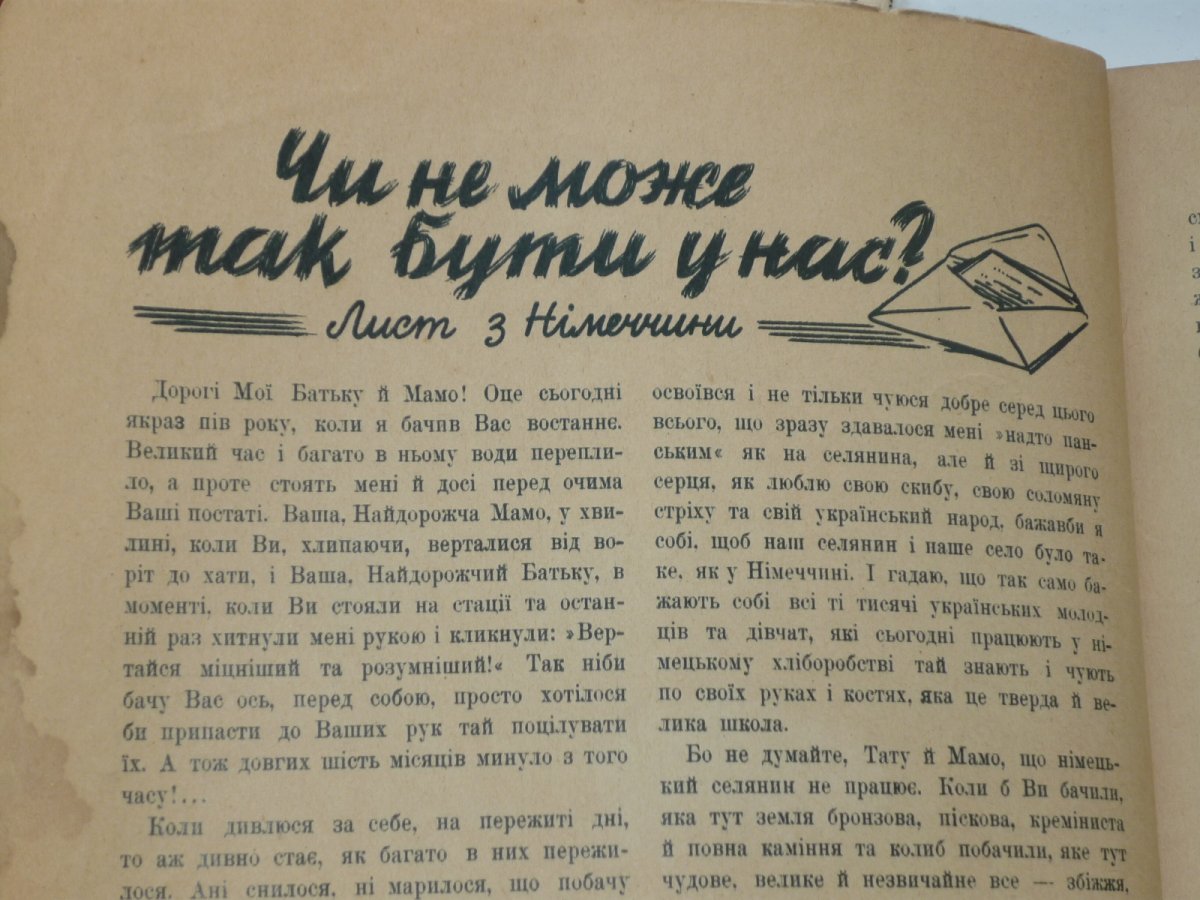 Чи не може
так бути у нас?
Лист з Німеччини
Дорогі Мої Батьку й Мамо! Оце сьогодні
якраз пів року, коли я бачив Вас востаннє.
Великий час і багато в ньому води перепли-
ло, а проте стоять мені й досі перед очима
Ваші постаті. Ваша, Найдорожча Мамо, у хви-
лині, коли Ви, хлипаючи, верталися від во-
ріт до хати, і Ваша, Найдорожчий Батьку, в
моменті, коли Ви стояли на стації та остан-
ній раз хитнули мені рукою і кликнули: »Вер-
тайся міцніший та розумніший!« Так ніби
бачу Вас ось, перед собою, просто хотілося
би припасти до Ваших рук тай поцілувати
їх. А тож довгих шість місяців минуло з того
часу!...
Коли дивлюся за себе, на пережиті дні,
то аж дивно стає, як багато в них пережи-
лося. Ані снилося, ні марилося, що побачу
освоївся і не тільки чуюся добре серед цього
всього, що зразу здавалося мені »надто пан-
ським« як на селянина, але й зі щирого
серця, як люблю свою скибу, свою солом­яну
стріху та свій український народ, бажавби я
собі, щоб наш селянин і наше село було та-
ке, як у Німеччині. І гадаю, що так само ба-
жають собі всі ті тисячі українських молод-
ців та дівчат, які сьогодні працюють у ні-
мецькому хліборобстві тай знають і чують
по своїх руках і костях, яка це тверда й ве-
лика школа.
Бо не думайте, Тату й Мамо, що німець-
кий селянин не працює. Коли б Ви бачили,
яка тут земля бронзова, піскова, креміниста
й повна каміння та колиб побачили, яке тут
чудове, велике й незвичайне все — збіжжя,
і
з